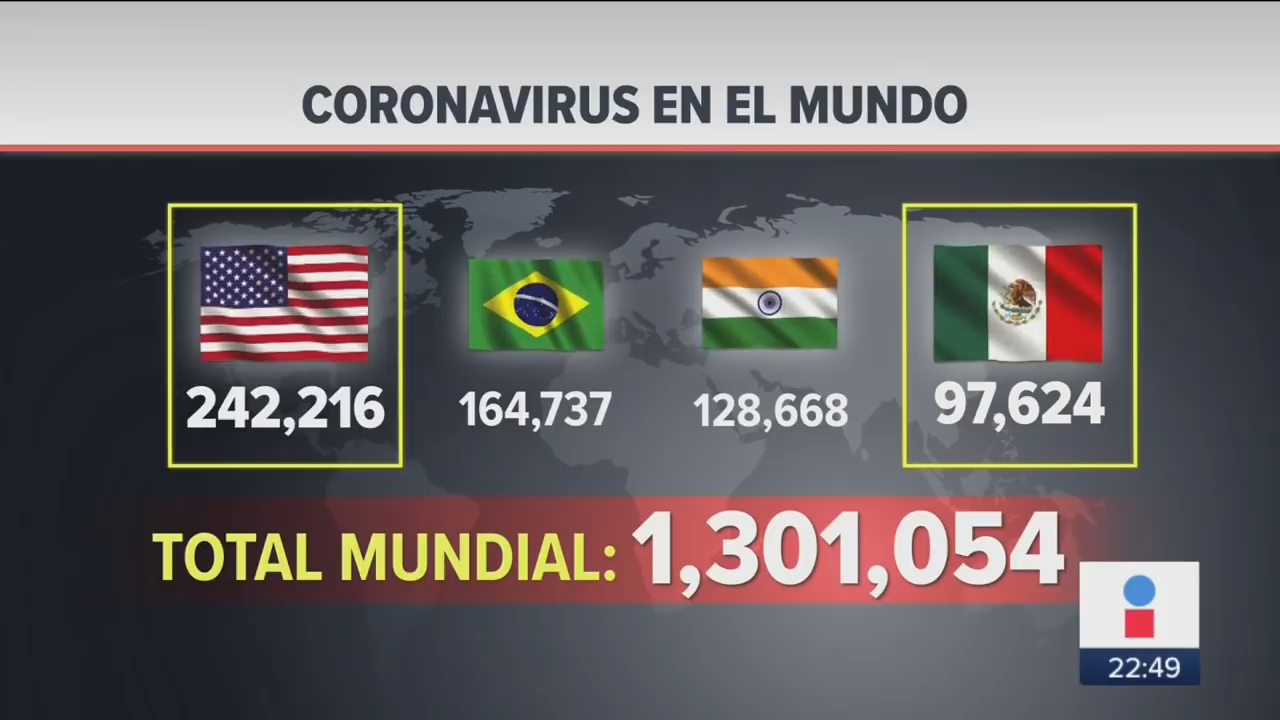 CORONAVIRUS EN EL MUNDO
242,216
164,737
128,668
97,624
TOTAL MUNDIAL: 1,301,054
22:49